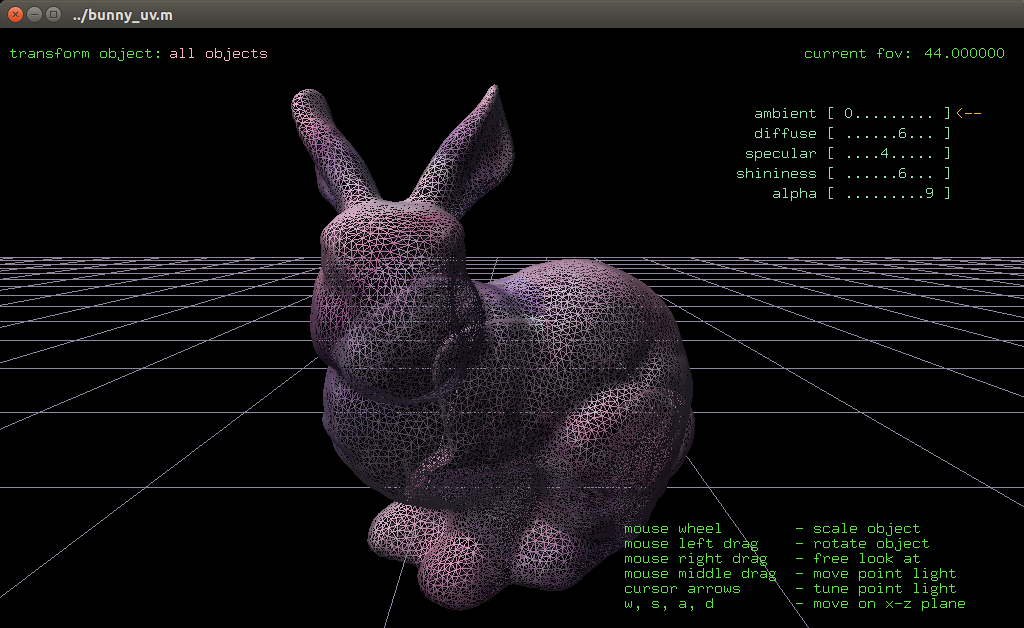 ../bunny_uv.m
transform object: all objects
current fov: 44.000000
ambient [ 0......... ]<--
diffuse [ ......6... ]
specular [ ....4..... ]
shininess [ ......6... ]
alpha [ .........9 ]
mouse wheel - scale object
mouse left drag - rotate object
mouse right drag - free look at
mouse middle drag - move point light
cursor arrows - tune point light
w, s, a, d - move on x-z plane